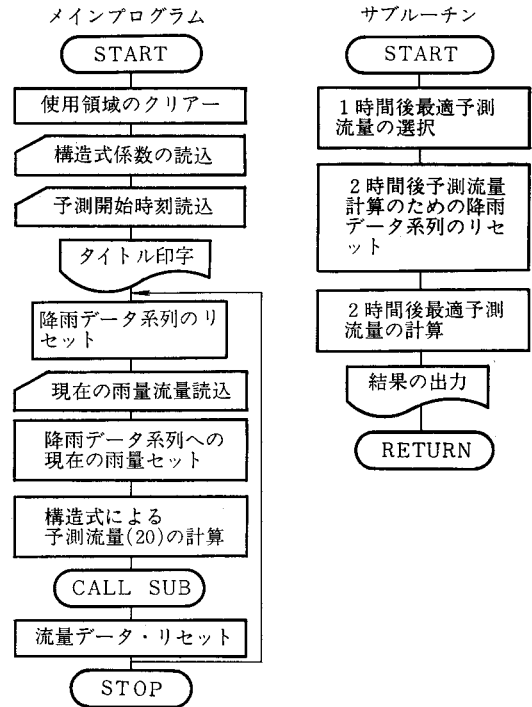 メインプログラム
START
使用領域のクリアー
構造式係数の読込
予測開始時刻読込
タイトル印字
降雨データ系列のリ
セット
現在の雨量流量読込
降雨データ系列への
現在の雨量セット
構造式による
予測流量(20)の計算
CALL SUB
流量データ・リセット
STOP
サブルーチン
START
1時間後最適予測
流量の選択
2時間後予測流量
計算のための降雨
データ系列のリセ
ット
2時間後最適予測
流量の計算
結果の出力
RETURN